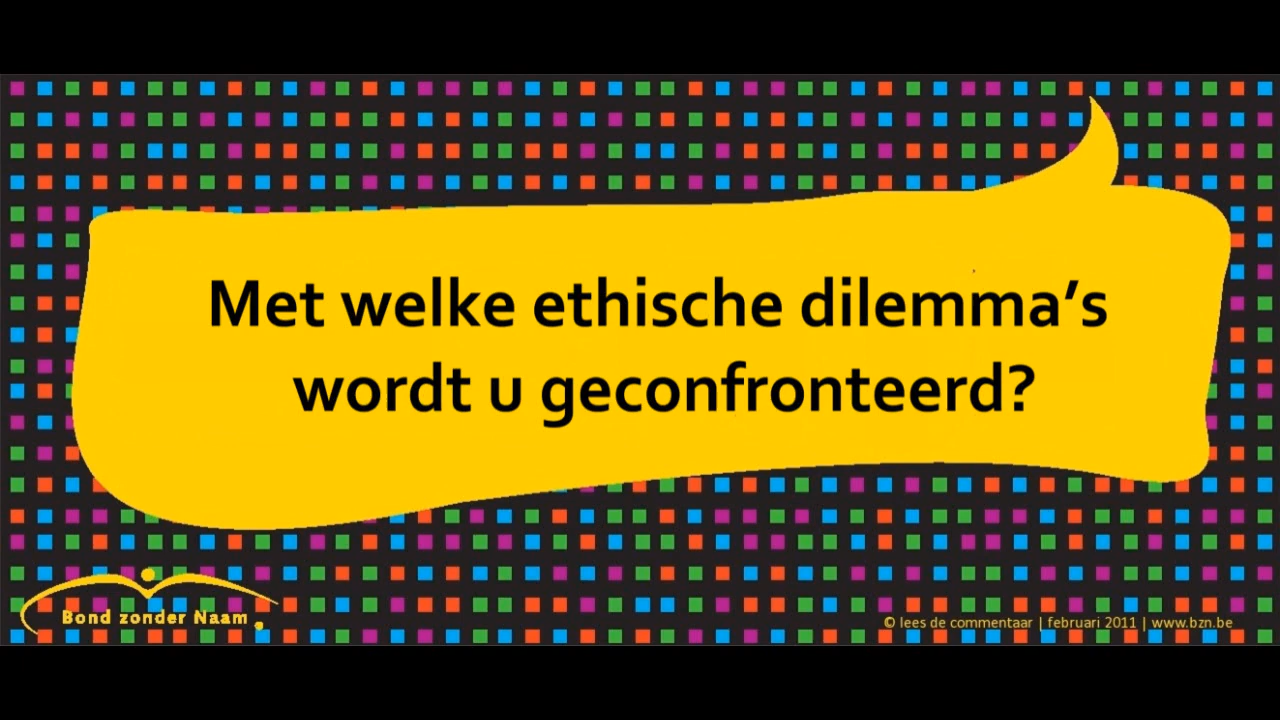 Met welke ethische dilemma’s
wordt u geconfronteerd?
Bond zonder Naam.
© lees de commentaar | februari 2011 | www.bzn.be